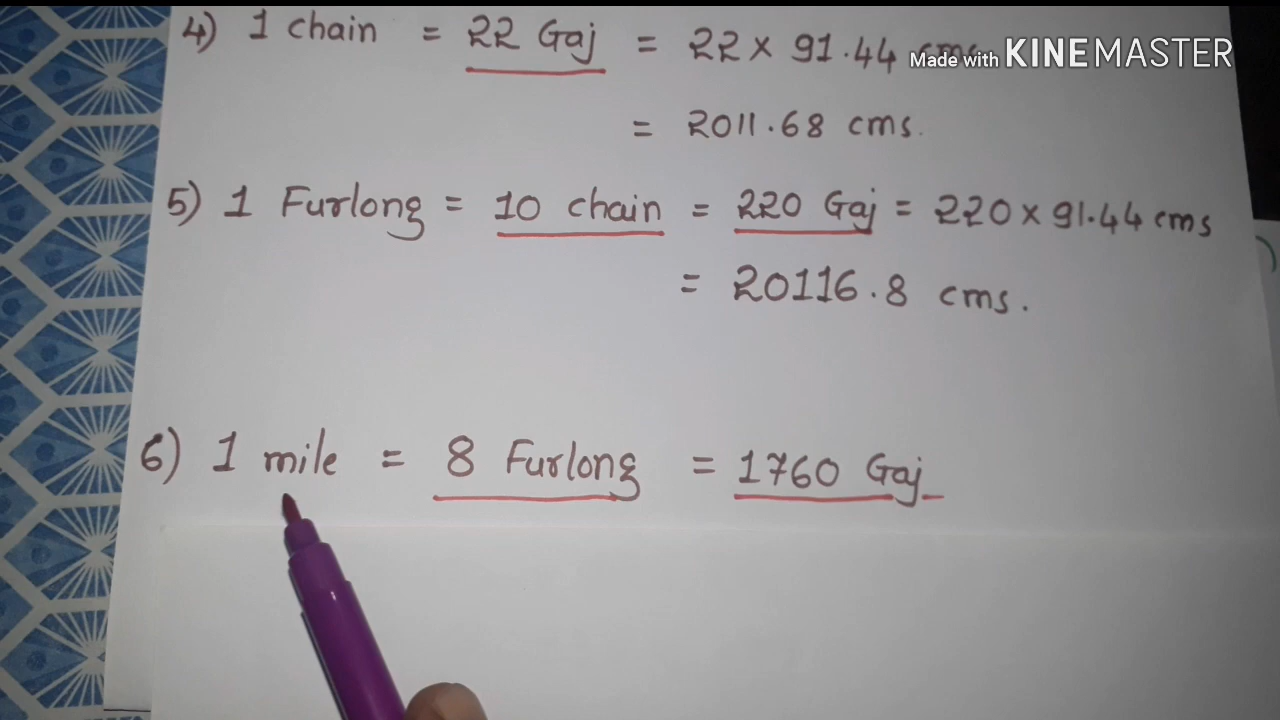 4) 1 chain = 22 Gaj = 22 x 91.44 cms
Made with KINEMASTER
= 2011.68 cms.
5) 1 Furlong = 10 chain = 220 Gaj = 220 x 91.44 cms
= 20116.8 cms.
6) 1 mile = 8 Furlong = 1760 Gaj